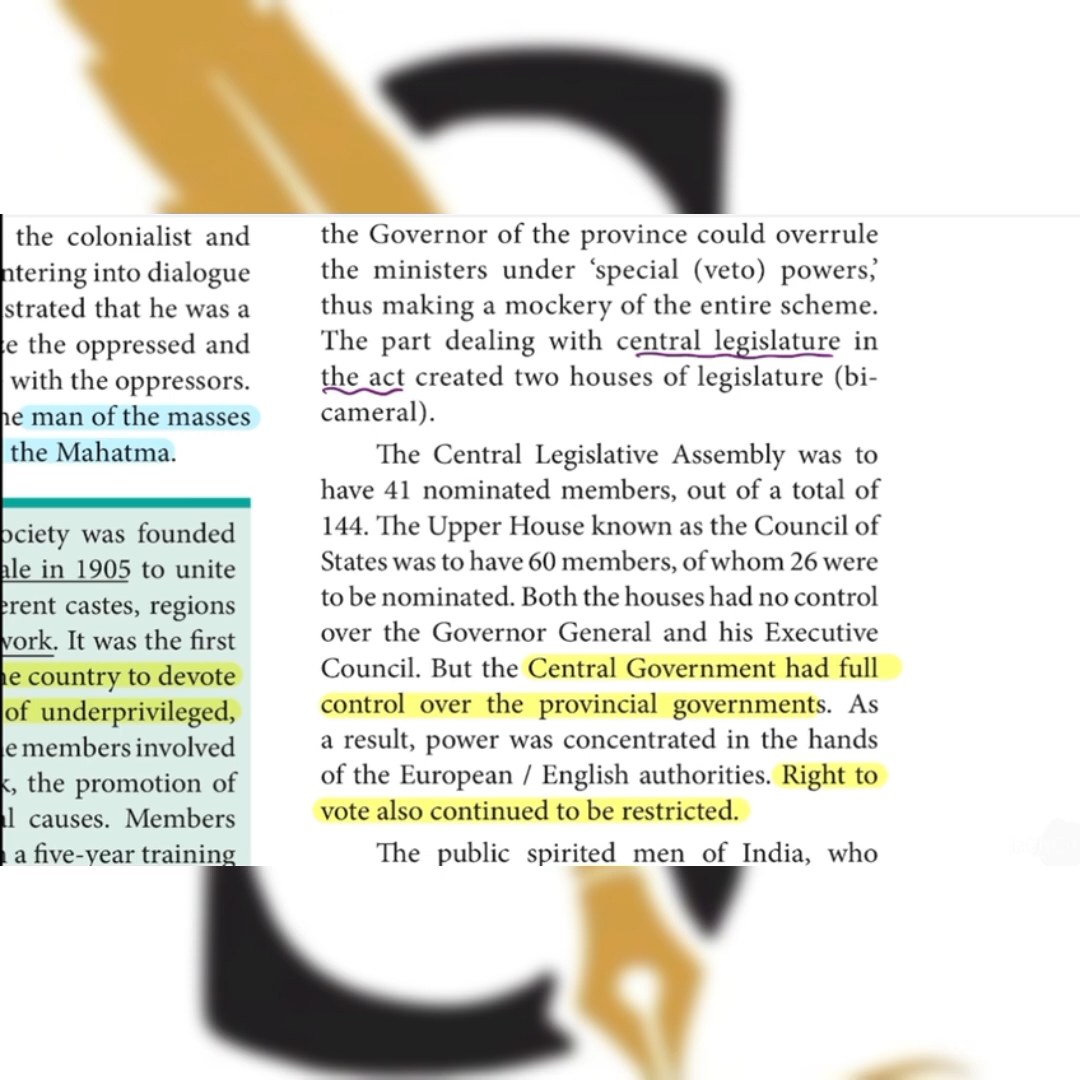 the colonialist and
into dialogue
that he was a
the oppressed and
with the oppressors.
man of the masses
the Mahatma.
was founded
in 1905 to unite
castes, regions
It was the first
country to devote
of underprivileged,
members involved
the promotion of
causes. Members
a five-year training
the Governor of the province could overrule
the ministers under ‘special (veto) powers,’
thus making a mockery of the entire scheme.
The part dealing with central legislature in
the act created two houses of legislature (bi-
cameral).
The Central Legislative Assembly was to
have 41 nominated members, out of a total of
144. The Upper House known as the Council of
States was to have 60 members, of whom 26 were
to be nominated. Both the houses had no control
over the Governor General and his Executive
Council. But the Central Government had full
control over the provincial governments. As
a result, power was concentrated in the hands
of the European / English authorities. Right to
vote also continued to be restricted.
The public spirited men of India, who